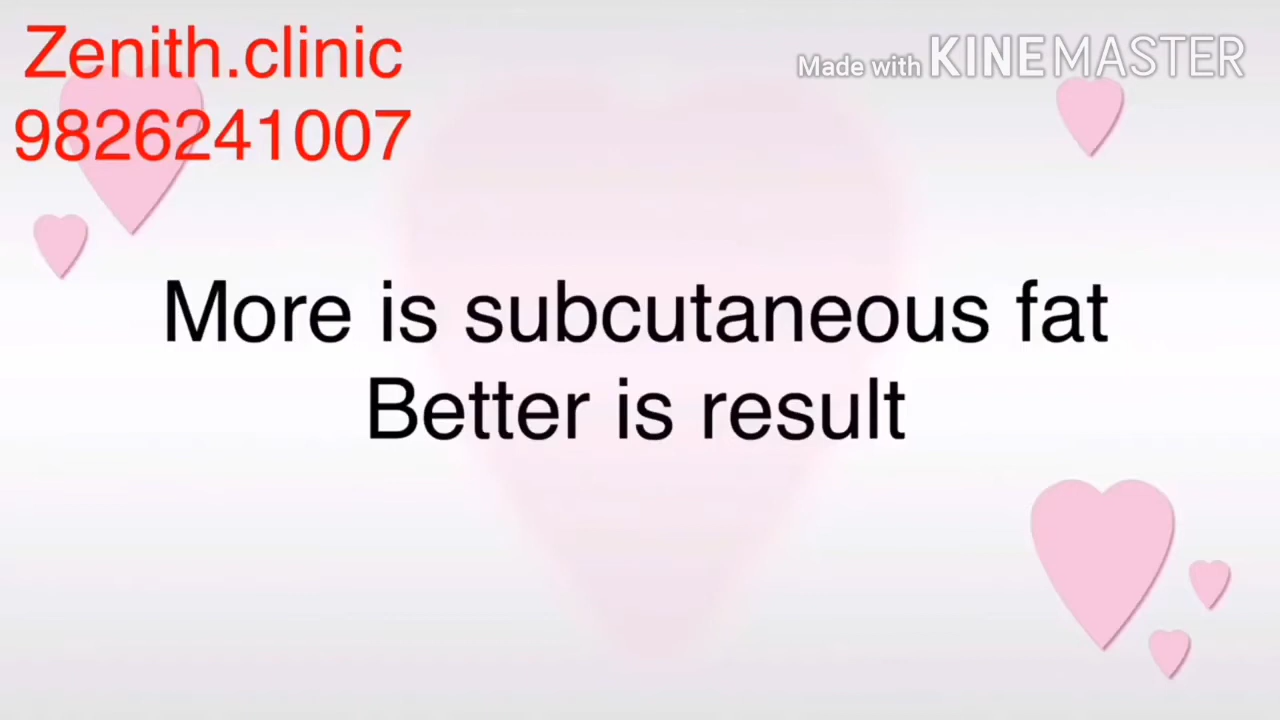 Zenith.clinic
9826241007
Made with KINEMASTER
More is subcutaneous fat
Better is result